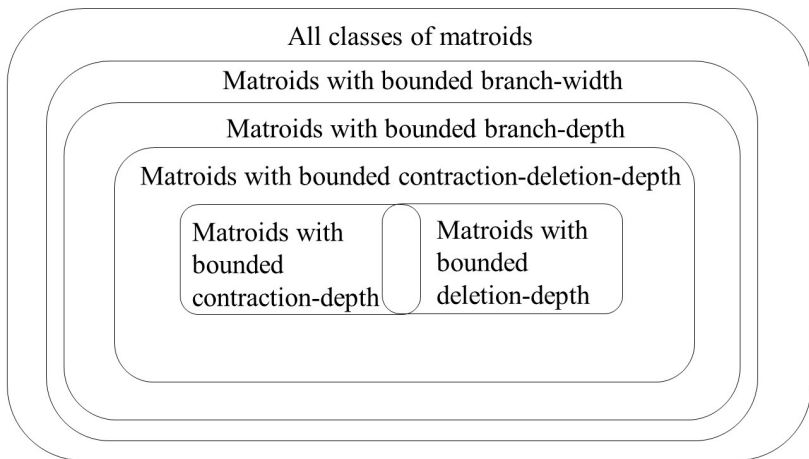 All classes of matroids
Matroids with bounded branch-width
Matroids with bounded branch-depth
Matroids with bounded contraction-deletion-depth
Matroids with
bounded
contraction-depth
Matroids with
bounded
deletion-depth